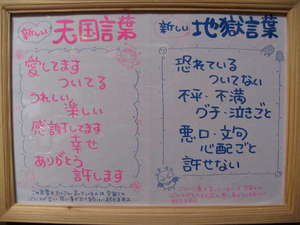 新しい 天国言葉
愛してます
ついてる
うれしい
楽しい
感謝してます
幸せ
ありがとう
許します
新しい 地獄言葉
恐れている
ついてない
不平・不満
グチ・泣きごと
悪口・文句
心配ごと
許せない